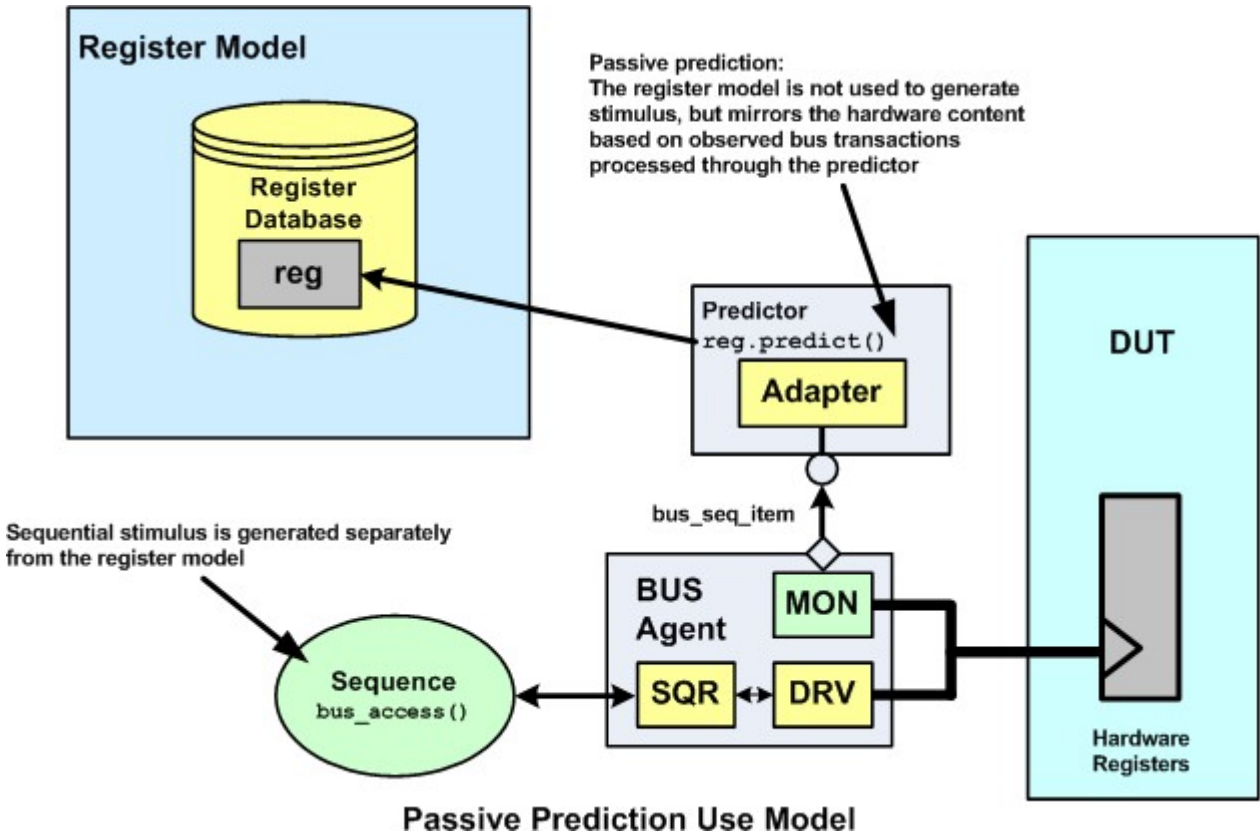 Register Model
Passive prediction:
The register model is not used to generate
stimulus, but mirrors the hardware content
based on observed bus transactions
processed through the predictor
Register
Database
reg
Predictor
reg.predict()
Adapter
DUT
bus_seq_item
Sequential stimulus is generated separately
from the register model
BUS
Agent
MON
Sequence
bus_access()
SQR
DRV
Hardware
Registers
Passive Prediction Use Model